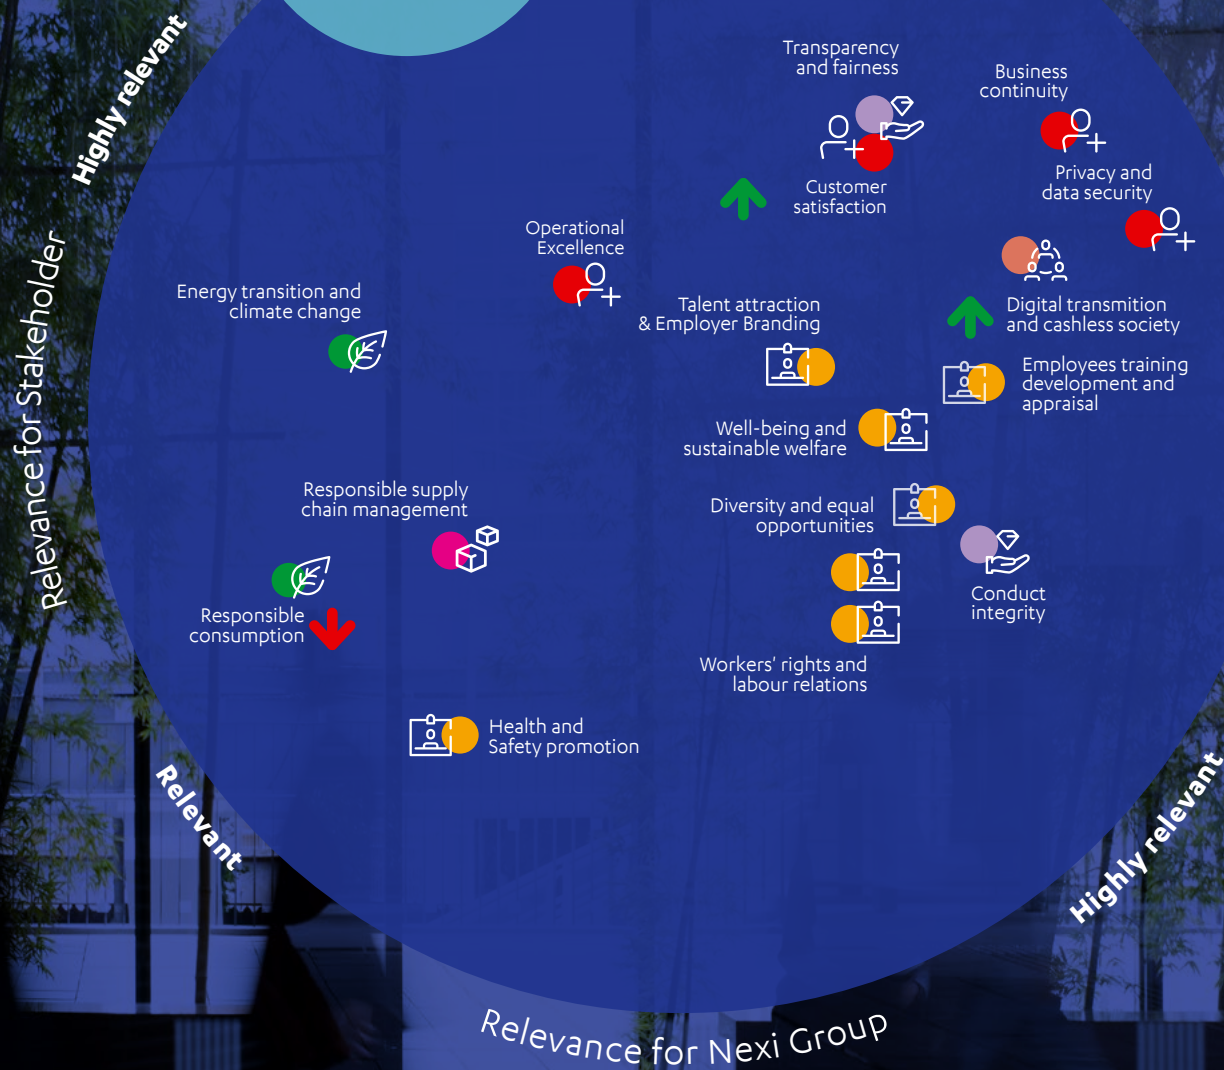 Highly relevant
Relevance for Stakeholder
Relevant
Transparency
and fairness
Business
continuity
Privacy and
data security
Customer
satisfaction
Operational
Excellence
Energy transition and
climate change
Talent attraction
& Employer Branding
Digital transmition
and cashless society
Employees training
development and
appraisal
Well-being and
sustainable welfare
Responsible supply
chain management
Diversity and equal
opportunities
Conduct
integrity
Responsible
consumption
Workers' rights and
labour relations
Health and
Safety promotion
Highly relevant
Relevance for Nexi Group